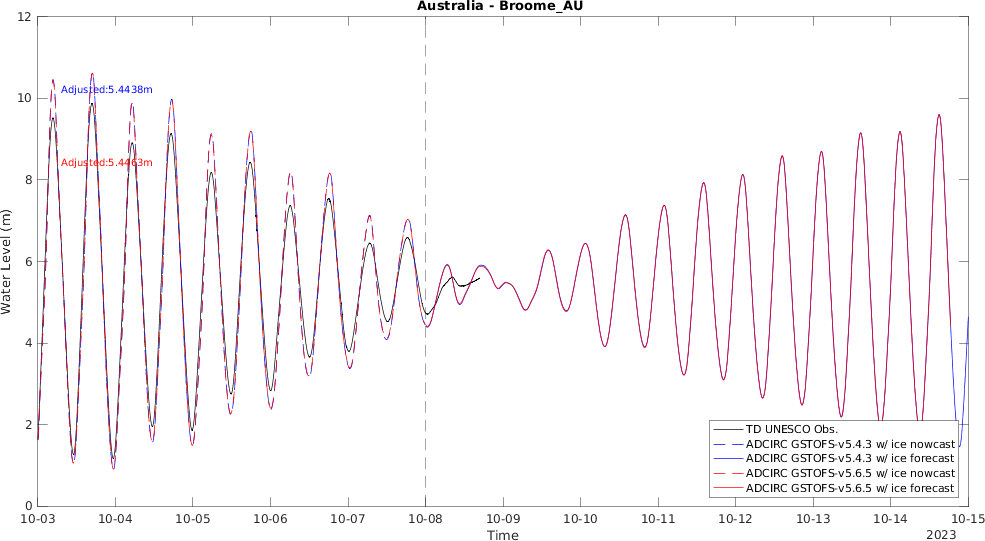 Australia - Broome_AU
Water Level (m)
12
10
8
6
4
2
0
Adjusted:5.4438m
Adjusted:5.4463m
TD UNESCO Obs.
ADCIRC GSTOFS-v5.4.3 w/ ice nowcast
ADCIRC GSTOFS-v5.4.3 w/ ice forecast
ADCIRC GSTOFS-v5.6.5 w/ ice nowcast
ADCIRC GSTOFS-v5.6.5 w/ ice forecast
10-03 10-04 10-05 10-06 10-07 10-08 10-09 10-10 10-11 10-12 10-13 10-14 10-15
Time
2023